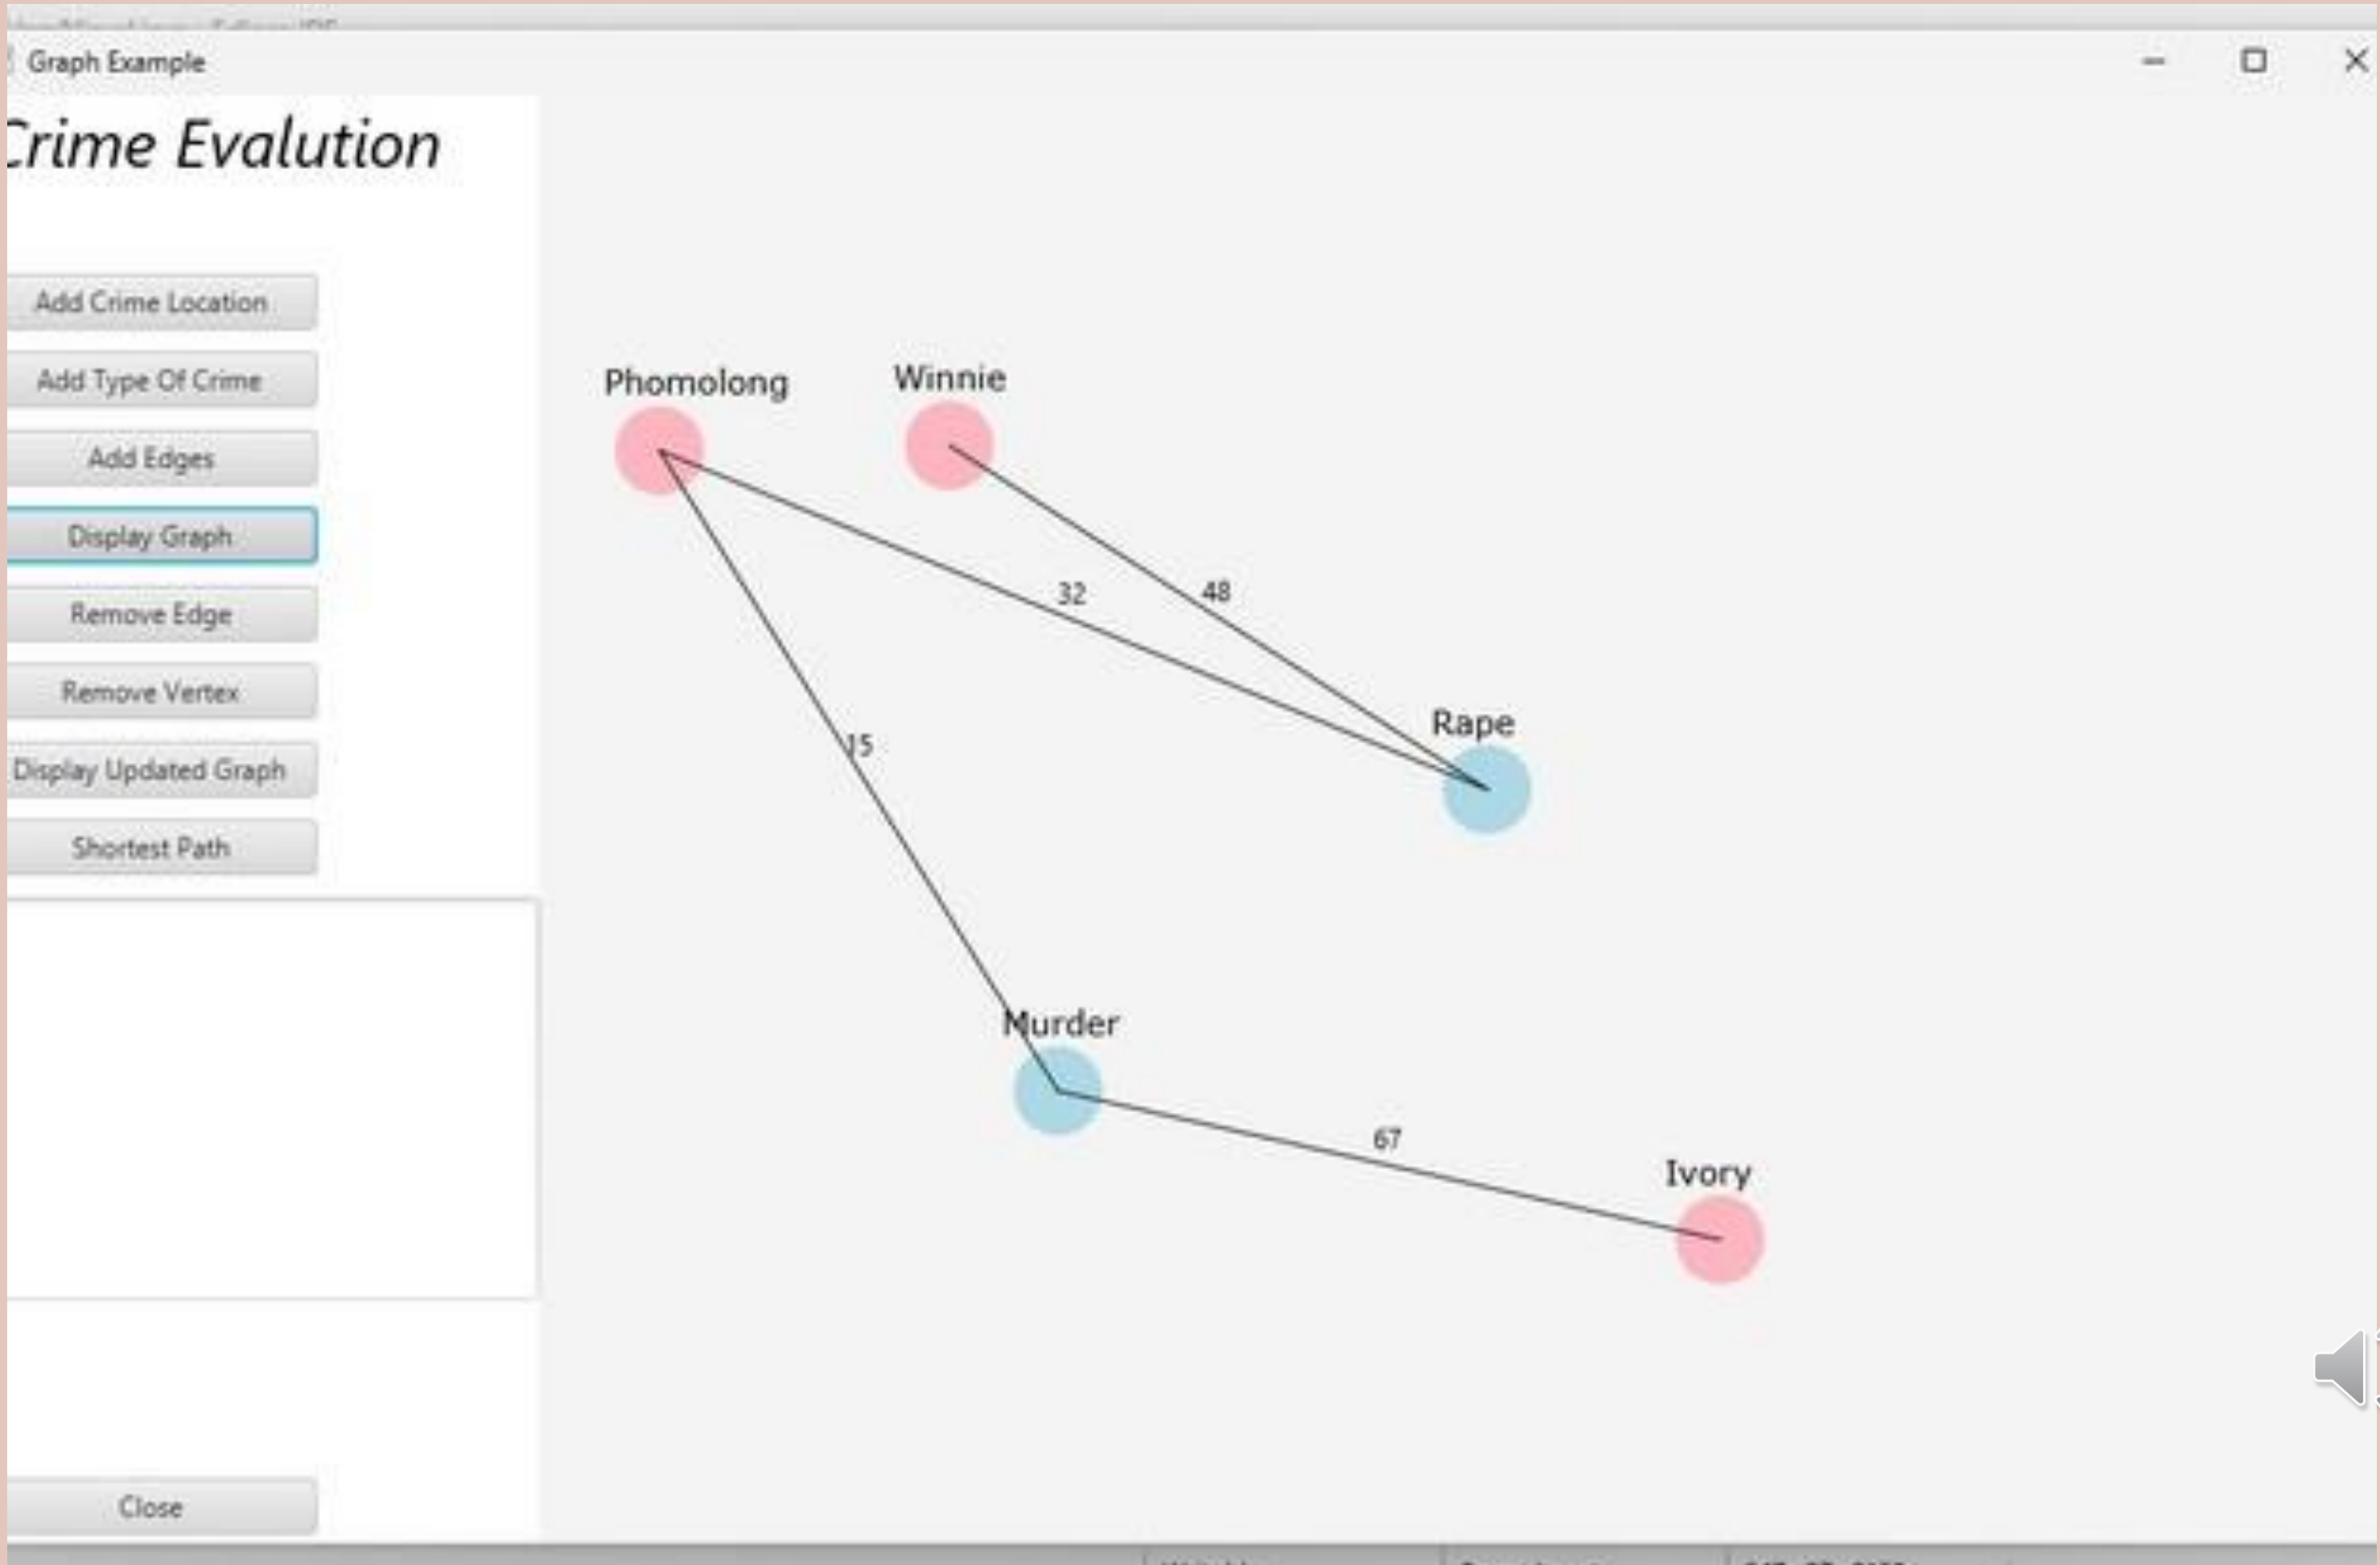 Graph Example
Crime Evalution
Add Crime Location
Add Type Of Crime
Add Edges
Display Graph
Remove Edge
Remove Vertex
Display Updated Graph
Shortest Path
Close
Phomolong
Winnie
32
48
Rape
15
Murder
67
Ivory